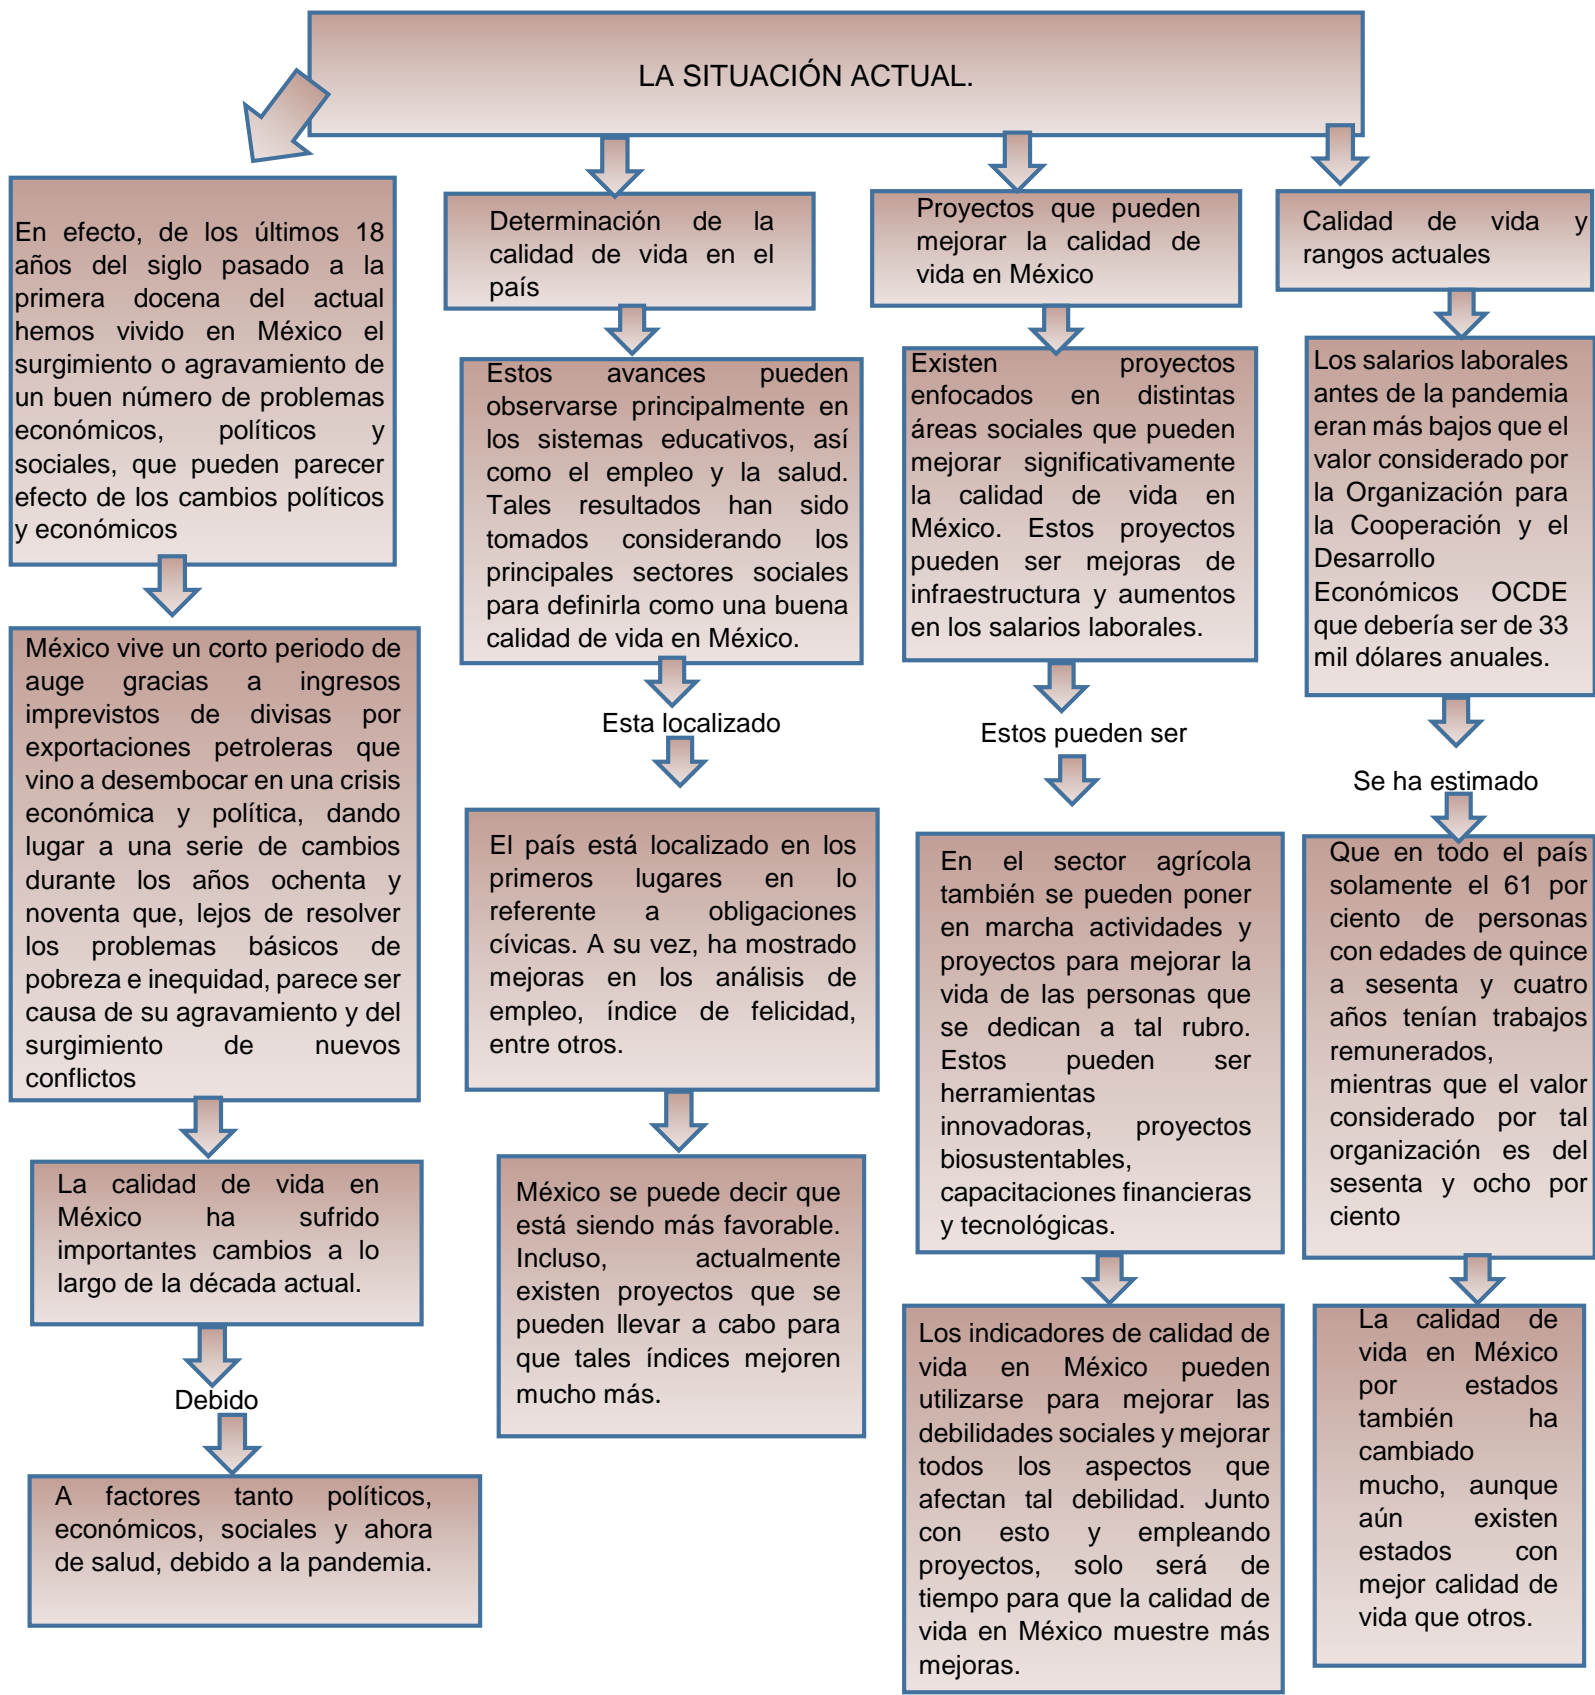 LA SITUACIÓN ACTUAL.
En efecto, de los últimos 18
años del siglo pasado a la
primera docena del actual
hemos vivido en México el
surgimiento o agravamiento de
un buen número de problemas
económicos, políticos y
sociales, que pueden parecer
efecto de los cambios políticos
y económicos
México vive un corto periodo de
auge gracias a ingresos
imprevistos de divisas por
exportaciones petroleras que
vino a desembocar en una crisis
económica y política, dando
lugar a una serie de cambios
durante los años ochenta y
noventa que, lejos de resolver
los problemas básicos de
pobreza e inequidad, parece ser
causa de su agravamiento y del
surgimiento de nuevos
conflictos
La calidad de vida en
México ha sufrido
importantes cambios a lo
largo de la década actual.
Debido
A factores tanto políticos,
económicos, sociales y ahora
de salud, debido a la pandemia.
Determinación de la
calidad de vida en el
país
Estos avances pueden
observarse principalmente en
los sistemas educativos, así
como el empleo y la salud.
Tales resultados han sido
tomados considerando los
principales sectores sociales
para definirla como una buena
calidad de vida en México.
Esta localizado
El país está localizado en los
primeros lugares en lo
referente a obligaciones
cívicas. A su vez, ha mostrado
mejoras en los análisis de
empleo, índice de felicidad,
entre otros.
México se puede decir que
está siendo más favorable.
Incluso, actualmente
existen proyectos que se
pueden llevar a cabo para
que tales índices mejoren
mucho más.
Proyectos que pueden
mejorar la calidad de
vida en México
Existen proyectos
enfocados en distintas
áreas sociales que pueden
mejorar significativamente
la calidad de vida en
México. Estos proyectos
pueden ser mejoras de
infraestructura y aumentos
en los salarios laborales.
Estos pueden ser
En el sector agrícola
también se pueden poner
en marcha actividades y
proyectos para mejorar la
vida de las personas que
se dedican a tal rubro.
Estos pueden ser
herramientas
innovadoras, proyectos
biosustentables,
capacitaciones financieras
y tecnológicas.
Los indicadores de calidad de
vida en México pueden
utilizarse para mejorar las
debilidades sociales y mejorar
todos los aspectos que
afectan tal debilidad. Junto
con esto y empleando
proyectos, solo será de
tiempo para que la calidad de
vida en México muestre más
mejoras.
Calidad de vida y
rangos actuales
Los salarios laborales
antes de la pandemia
eran más bajos que el
valor considerado por
la Organización para
la Cooperación y el
Desarrollo
Económicos OCDE
que debería ser de 33
mil dólares anuales.
Se ha estimado
Que en todo el país
solamente el 61 por
ciento de personas
con edades de quince
a sesenta y cuatro
años tenían trabajos
remunerados,
mientras que el valor
considerado por tal
organización es del
sesenta y ocho por
ciento
La calidad de
vida en México
por estados
también ha
cambiado
mucho, aunque
aún existen
estados con
mejor calidad de
vida que otros.